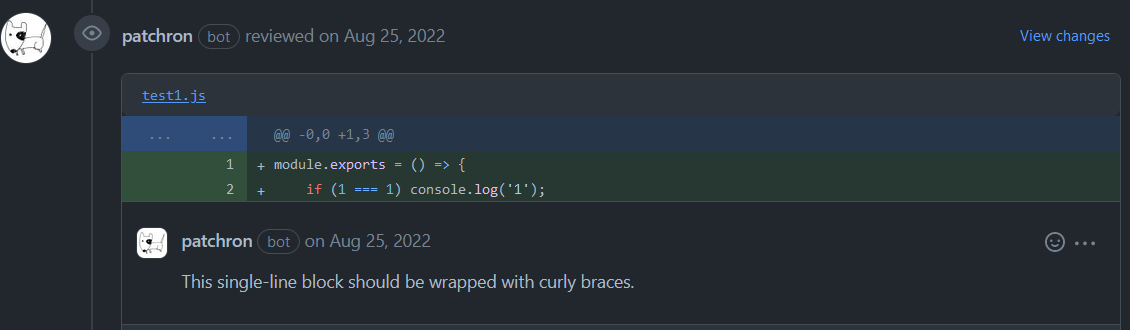 patchron bot reviewed on Aug 25, 2022 View changes
test1.js
... ... @@ -0,0 +1,3 @@
1 + module.exports = () => {
2 + if (1 === 1) console.log('1');
patchron bot on Aug 25, 2022
This single-line block should be wrapped with curly braces.